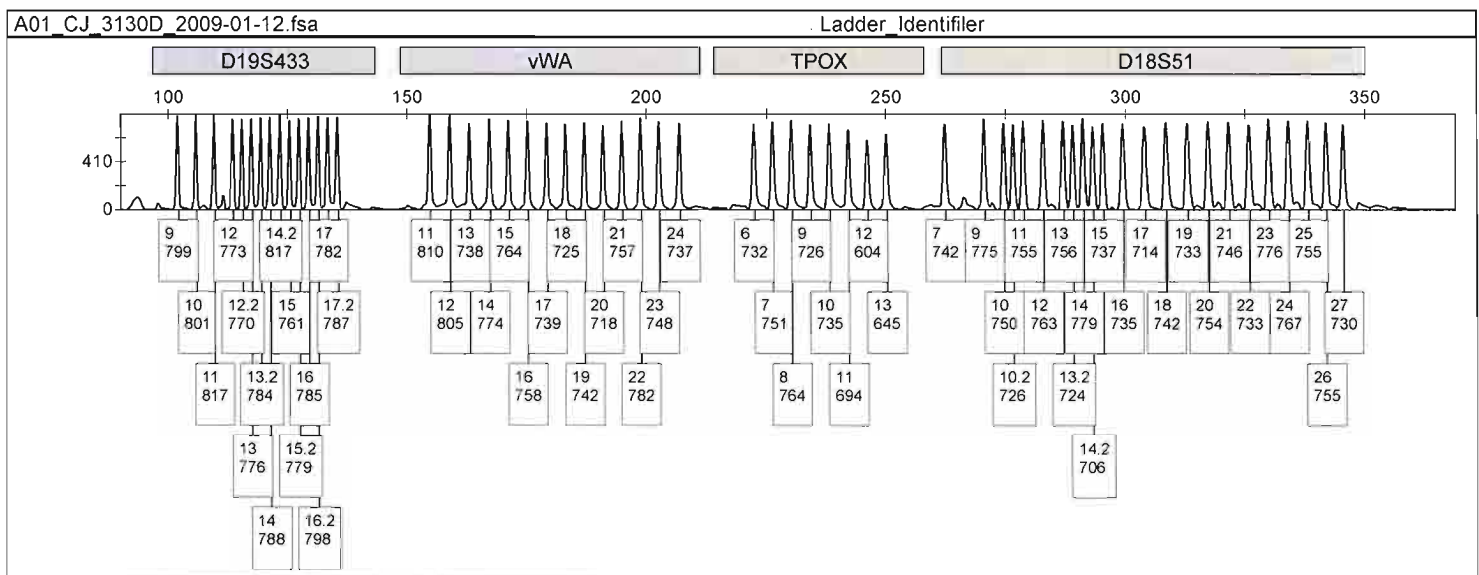 A01_CJ_3130D_2009-01-12.fsa Ladder_Identifiler
D19S433 vWA TPOX D18S51
100 150 200 250 300 350
410
0
9 12 14.2 17 11 13 15 18 21 24 6 9 12 7 9 11 13 15 17 19 21 23 25
799 773 817 782 810 738 764 725 757 737 732 726 604 742 775 755 756 737 714 733 746 776 755
10 12.2 15 17.2 12 14 17 20 23 7 10 13 10 12 14 16 18 20 22 24 27
801 770 761 787 805 774 739 718 748 751 735 645 750 763 779 735 742 754 733 767 730
11 13.2 16 16 19 22 8 11 10.2 13.2 26
817 784 785 758 742 782 764 694 726 724 755
13 15.2 14.2
776 779 706
14 16.2
788 798